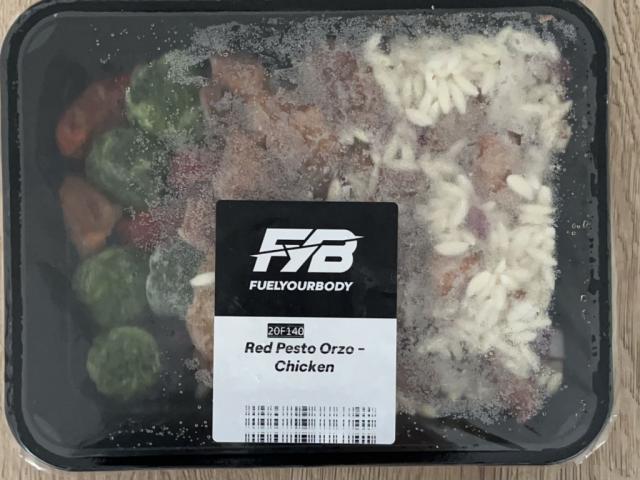 FYB
FUELYOURBODY
20F140
Red Pesto Orzo -
Chicken